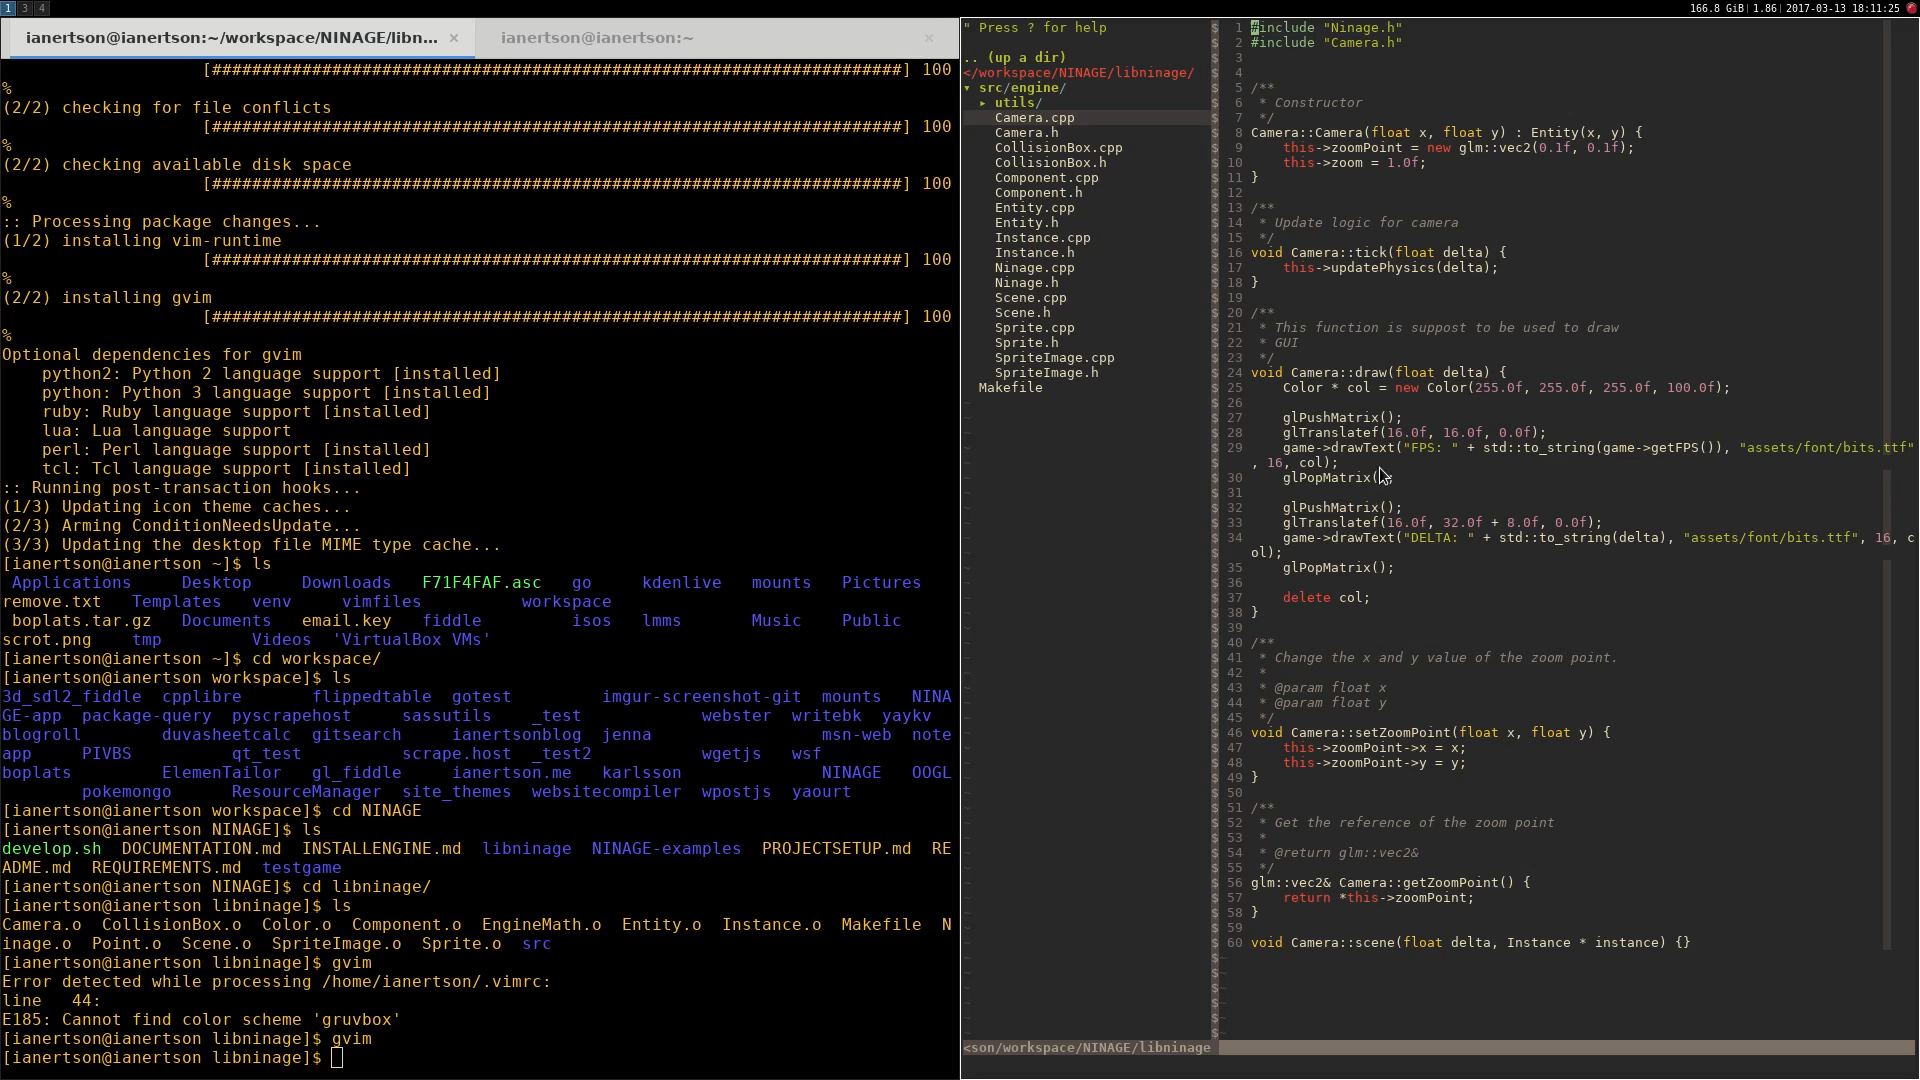 1 3 4
166.8 GiB| 1.86| 2017-03-13 18:11:25
ianertson@ianertson:~/workspace/NINAGE/libn... ×
ianertson@ianertson:~ ×
[#####################################################################] 100
%
(2/2) checking for file conflicts
[#####################################################################] 100
%
(2/2) checking available disk space
[#####################################################################] 100
%
:: Processing package changes...
(1/2) installing vim-runtime
[#####################################################################] 100
%
(2/2) installing gvim
[#####################################################################] 100
%
Optional dependencies for gvim
    python2: Python 2 language support [installed]
    python: Python 3 language support [installed]
    ruby: Ruby language support [installed]
    lua: Lua language support
    perl: Perl language support [installed]
    tcl: Tcl language support [installed]
:: Running post-transaction hooks...
(1/3) Updating icon theme caches...
(2/3) Arming ConditionNeedsUpdate...
(3/3) Updating the desktop file MIME type cache...
[ianertson@ianertson ~]$ ls
 Applications     Desktop     Downloads   F71F4FAF.asc   go     kdenlive   mounts   Pictures
remove.txt   Templates   venv     vimfiles          workspace
 boplats.tar.gz   Documents   email.key   fiddle         isos   lmms       Music    Public
scrot.png    tmp         Videos  'VirtualBox VMs'
[ianertson@ianertson ~]$ cd workspace/
[ianertson@ianertson workspace]$ ls
3d_sdl2_fiddle  cpplibre       flippedtable  gotest         imgur-screenshot-git  mounts   NINA
GE-app  package-query  pyscrapehost     sassutils    _test           webster  writebk  yaykv
blogroll        duvasheetcalc  gitsearch     ianertsonblog  jenna                 msn-web  note
app     PIVBS          qt_test          scrape.host  _test2          wgetjs   wsf
boplats         ElemenTailor   gl_fiddle     ianertson.me   karlsson              NINAGE   OOGL
        pokemongo      ResourceManager  site_themes  websitecompiler  wpostjs  yaourt
[ianertson@ianertson workspace]$ cd NINAGE
[ianertson@ianertson NINAGE]$ ls
develop.sh  DOCUMENTATION.md  INSTALLENGINE.md  libninage  NINAGE-examples  PROJECTSETUP.md  RE
ADME.md  REQUIREMENTS.md  testgame
[ianertson@ianertson NINAGE]$ cd libninage/
[ianertson@ianertson libninage]$ ls
Camera.o  CollisionBox.o  Color.o  Component.o  EngineMath.o  Entity.o  Instance.o  Makefile  N
inage.o  Point.o  Scene.o  SpriteImage.o  Sprite.o  src
[ianertson@ianertson libninage]$ gvim
Error detected while processing /home/ianertson/.vimrc:
line   44:
E185: Cannot find color scheme 'gruvbox'
[ianertson@ianertson libninage]$ gvim
[ianertson@ianertson libninage]$
" Press ? for help
.. (up a dir)
</workspace/NINAGE/libninage/
▾ src/engine/
  ▸ utils/
    Camera.cpp
    Camera.h
    CollisionBox.cpp
    CollisionBox.h
    Component.cpp
    Component.h
    Entity.cpp
    Entity.h
    Instance.cpp
    Instance.h
    Ninage.cpp
    Ninage.h
    Scene.cpp
    Scene.h
    Sprite.cpp
    Sprite.h
    SpriteImage.cpp
    SpriteImage.h
  Makefile
<son/workspace/NINAGE/libninage
$ 1 #include "Ninage.h"
$ 2 #include "Camera.h"
$ 3
$ 4
$ 5 /**
$ 6  * Constructor
$ 7  */
$ 8 Camera::Camera(float x, float y) : Entity(x, y) {
$ 9     this->zoomPoint = new glm::vec2(0.1f, 0.1f);
$ 10     this->zoom = 1.0f;
$ 11 }
$ 12
$ 13 /**
$ 14  * Update logic for camera
$ 15  */
$ 16 void Camera::tick(float delta) {
$ 17     this->updatePhysics(delta);
$ 18 }
$ 19
$ 20 /**
$ 21  * This function is suppost to be used to draw
$ 22  * GUI
$ 23  */
$ 24 void Camera::draw(float delta) {
$ 25     Color * col = new Color(255.0f, 255.0f, 255.0f, 100.0f);
$ 26
$ 27     glPushMatrix();
$ 28     glTranslatef(16.0f, 16.0f, 0.0f);
$ 29     game->drawText("FPS: " + std::to_string(game->getFPS()), "assets/font/bits.ttf"
$ , 16, col);
$ 30     glPopMatrix();
$ 31
$ 32     glPushMatrix();
$ 33     glTranslatef(16.0f, 32.0f + 8.0f, 0.0f);
$ 34     game->drawText("DELTA: " + std::to_string(delta), "assets/font/bits.ttf", 16, c
$ ol);
$ 35     glPopMatrix();
$ 36
$ 37     delete col;
$ 38 }
$ 39
$ 40 /**
$ 41  * Change the x and y value of the zoom point.
$ 42  *
$ 43  * @param float x
$ 44  * @param float y
$ 45  */
$ 46 void Camera::setZoomPoint(float x, float y) {
$ 47     this->zoomPoint->x = x;
$ 48     this->zoomPoint->y = y;
$ 49 }
$ 50
$ 51 /**
$ 52  * Get the reference of the zoom point
$ 53  *
$ 54  * @return glm::vec2&
$ 55  */
$ 56 glm::vec2& Camera::getZoomPoint() {
$ 57     return *this->zoomPoint;
$ 58 }
$ 59
$ 60 void Camera::scene(float delta, Instance * instance) {}